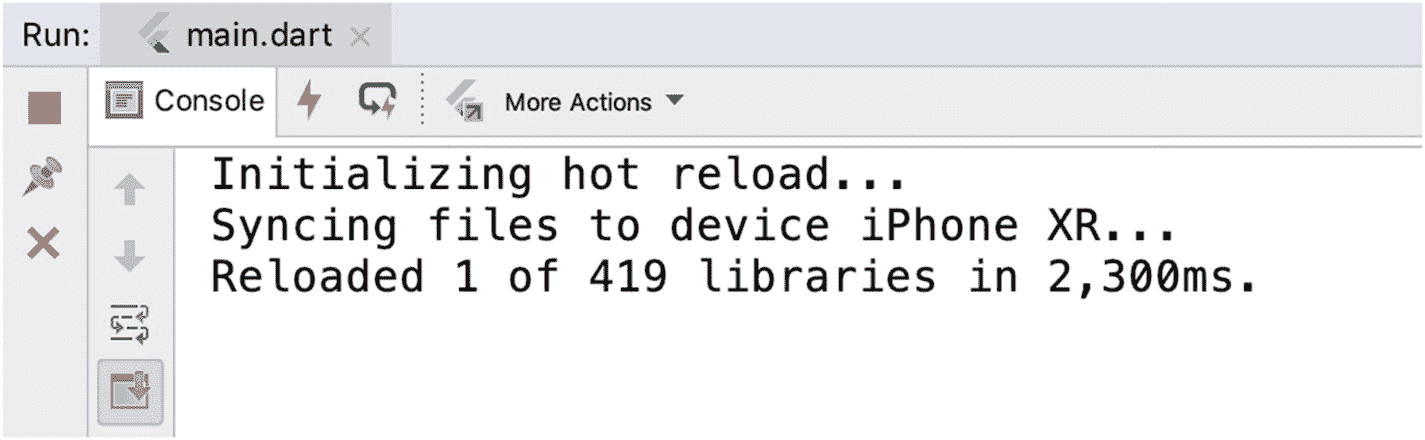 Run: main.dart
Console More Actions
Initializing hot reload...
Syncing files to device iPhone XR...
Reloaded 1 of 419 libraries in 2,300ms.